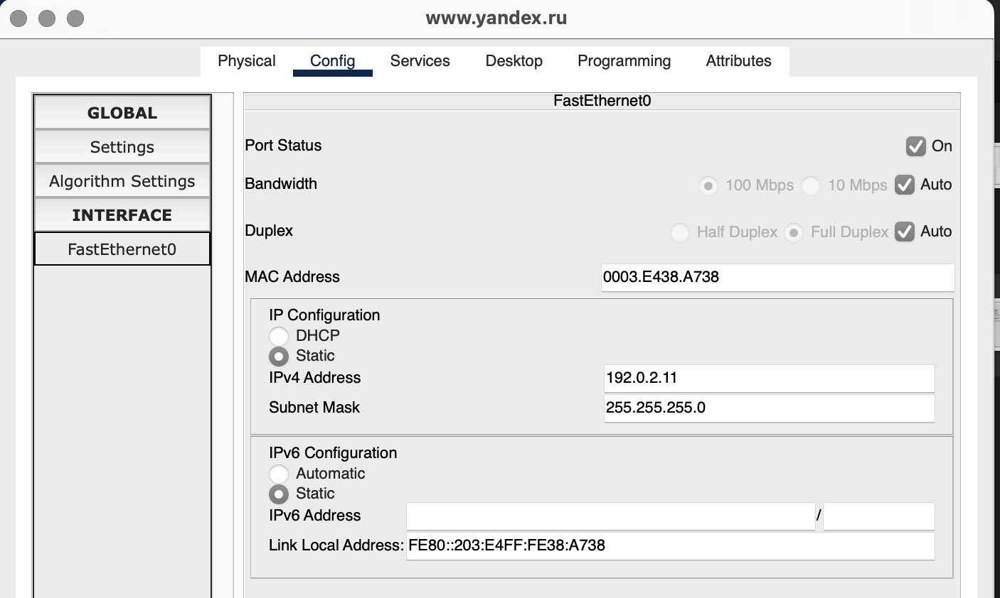 www.yandex.ru
Physical Config Services Desktop Programming Attributes
GLOBAL
Settings
Algorithm Settings
INTERFACE
FastEthernet0
FastEthernet0
Port Status On
Bandwidth 100 Mbps 10 Mbps Auto
Duplex Half Duplex Full Duplex Auto
MAC Address 0003.E438.A738
IP Configuration
DHCP
Static
IPv4 Address 192.0.2.11
Subnet Mask 255.255.255.0
IPv6 Configuration
Automatic
Static
IPv6 Address /
Link Local Address: FE80::203:E4FF:FE38:A738